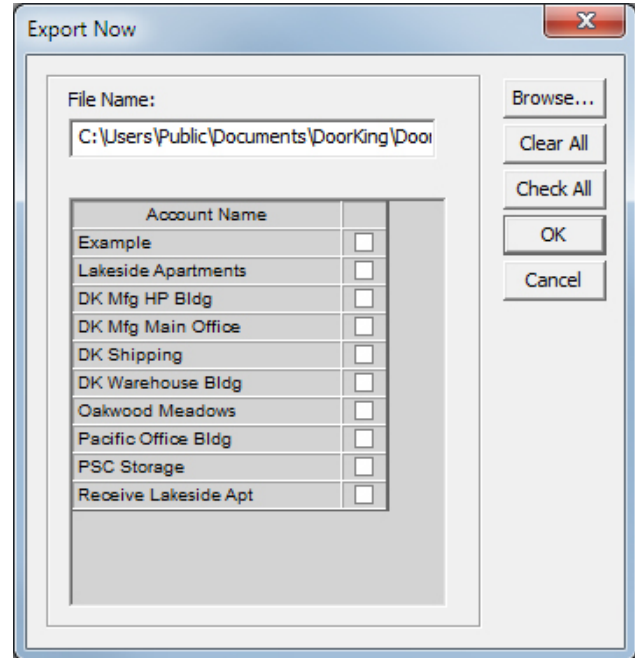 Export Now
File Name:
C:\Users\Public\Documents\DoorKing\Door
Browse...
Clear All
Check All
OK
Cancel
Account Name
Example
Lakeside Apartments
DK Mfg HP Bldg
DK Mfg Main Office
DK Shipping
DK Warehouse Bldg
Oakwood Meadows
Pacific Office Bldg
PSC Storage
Receive Lakeside Apt